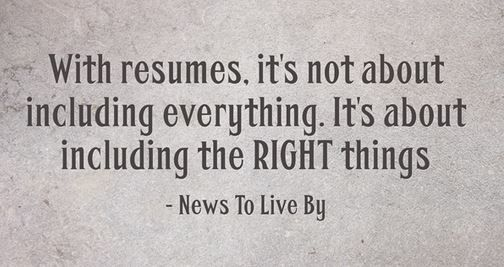 With resumes, it's not about
including everything. It's about
including the RIGHT things
- News To Live By